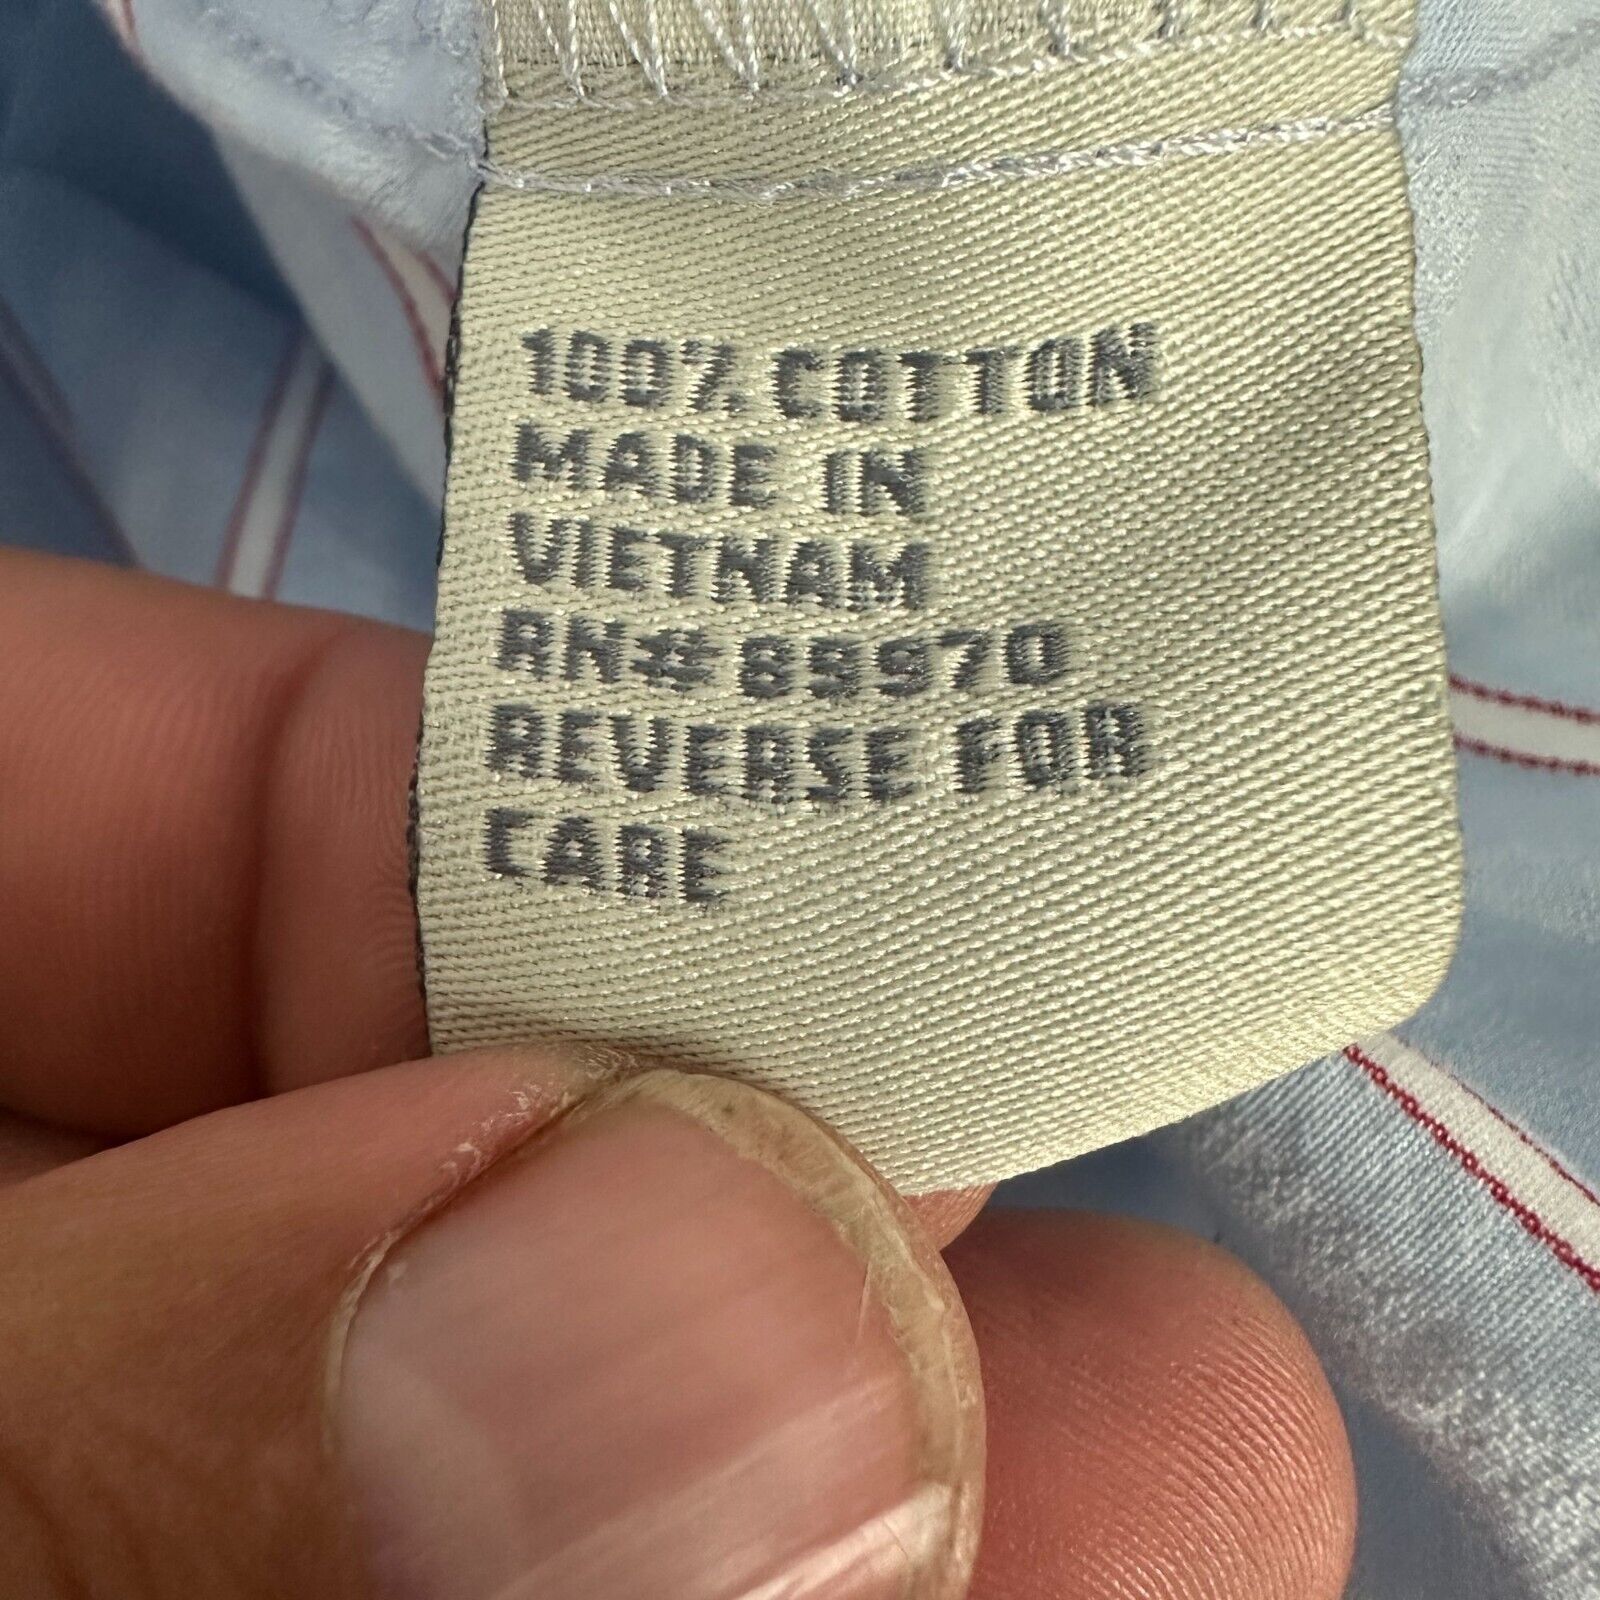 100% COTTON
MADE IN
VIETNAM
RN# 89970
REVERSE FOR
CARE